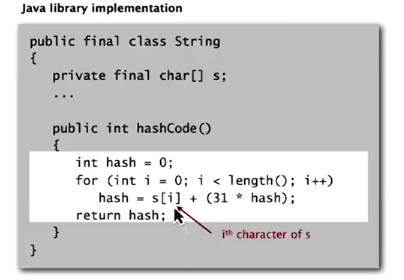 Java library implementation
public final class String
{
private final char[] s;
...
public int hashCode()
{
int hash = 0;
for (int i = 0; i < length(); i++)
hash = s[i] + (31 * hash);
return hash;
ith character of s
}
}